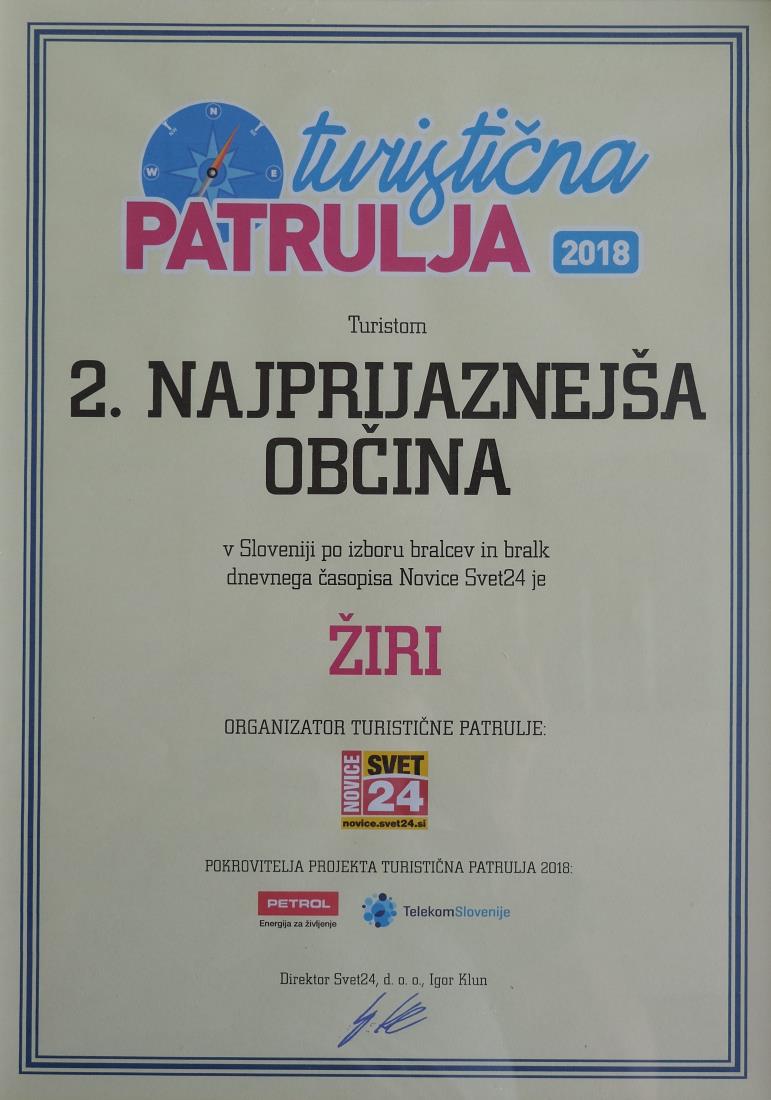 N
W
E
turistična
PATRULJA 2018
Turistom
2. NAJPRIJAZNEJŠA
OBČINA
v Sloveniji po izboru bralcev in bralk
dnevnega časopisa Novice Svet24 je
ŽIRI
ORGANIZATOR TURISTIČNE PATRULJE:
NOVICE
SVET
24
novice.svet24.si
POKROVITELJA PROJEKTA TURISTIČNA PATRULJA 2018:
PETROL
Energija za življenje
TelekomSlovenije
Direktor Svet24, d. o. o., Igor Klun